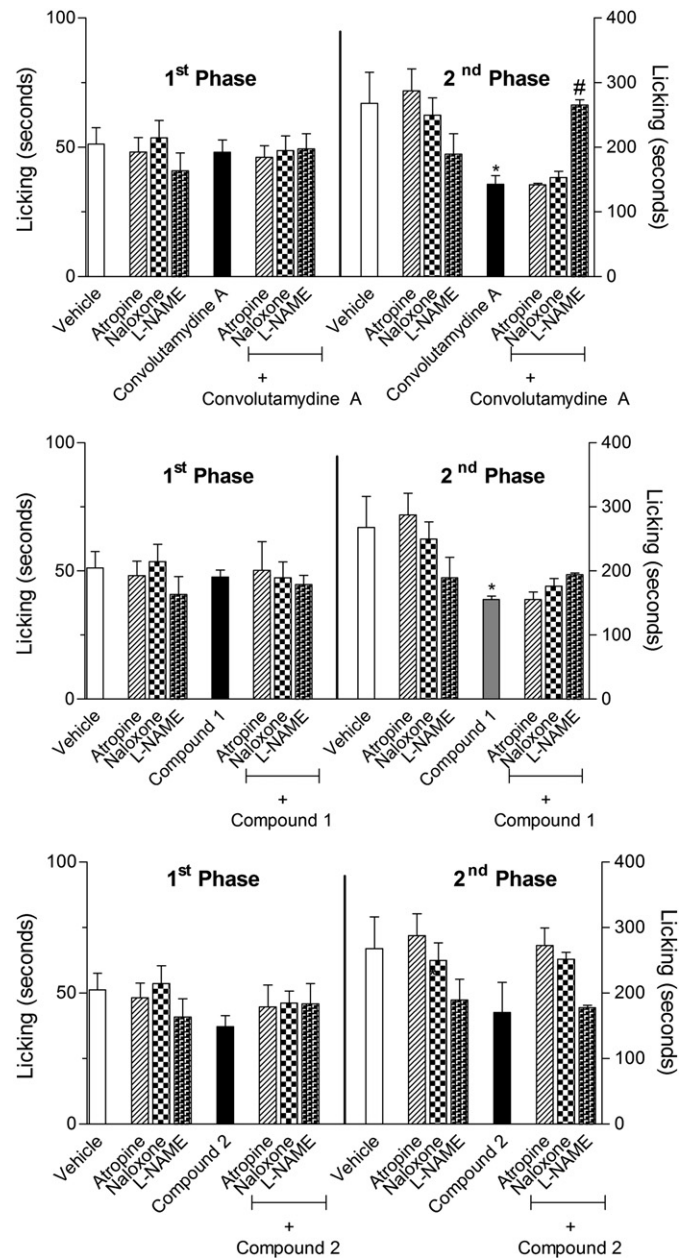 100
50
0
Licking (seconds)
1st Phase
2nd Phase
400
300
200
100
0
Licking (seconds)
Vehicle
Atropine
Naloxone
L-NAME
Convolutamydine A
Atropine
Naloxone
L-NAME
+
Convolutamydine A
Vehicle
Atropine
Naloxone
L-NAME
*
Convolutamydine A
#
Atropine
Naloxone
L-NAME
+
Convolutamydine A
100
50
0
Licking (seconds)
1st Phase
2nd Phase
400
300
200
100
0
Licking (seconds)
Vehicle
Atropine
Naloxone
L-NAME
Compound 1
Atropine
Naloxone
L-NAME
+
Compound 1
Vehicle
Atropine
Naloxone
L-NAME
*
Compound 1
Atropine
Naloxone
L-NAME
+
Compound 1
100
50
0
Licking (seconds)
1st Phase
2nd Phase
400
300
200
100
0
Licking (seconds)
Vehicle
Atropine
Naloxone
L-NAME
Compound 2
Atropine
Naloxone
L-NAME
+
Compound 2
Vehicle
Atropine
Naloxone
L-NAME
Compound 2
Atropine
Naloxone
L-NAME
+
Compound 2